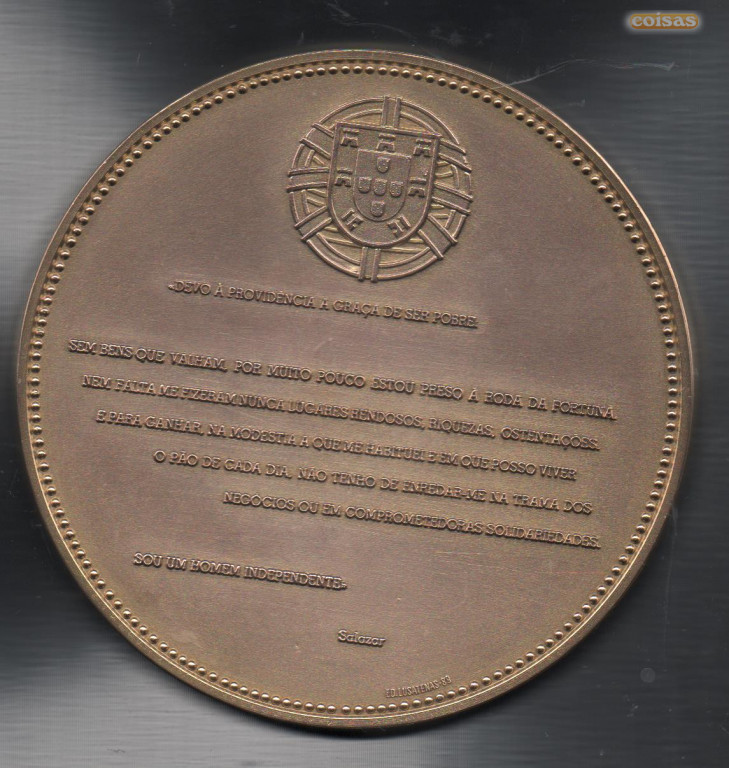 coisas
«DEVO À PROVIDÊNCIA A GRAÇA DE SER POBRE:
SEM BENS QUE VALHAM, POR MUITO POUCO ESTOU PRESO À RODA DA FORTUNA,
NEM FALTA ME FIZERAM NUNCA LUGARES RENDOSOS, RIQUEZAS, OSTENTAÇÕES.
E PARA GANHAR, NA MODÉSTIA A QUE ME HABITUEI E EM QUE POSSO VIVER,
O PÃO DE CADA DIA, NÃO TENHO DE ENREDAR-ME NA TRAMA DOS
NEGÓCIOS OU EM COMPROMETEDORAS SOLIDARIEDADES.
SOU UM HOMEM INDEPENDENTE»
Salazar
ED. LUSATENAS-89